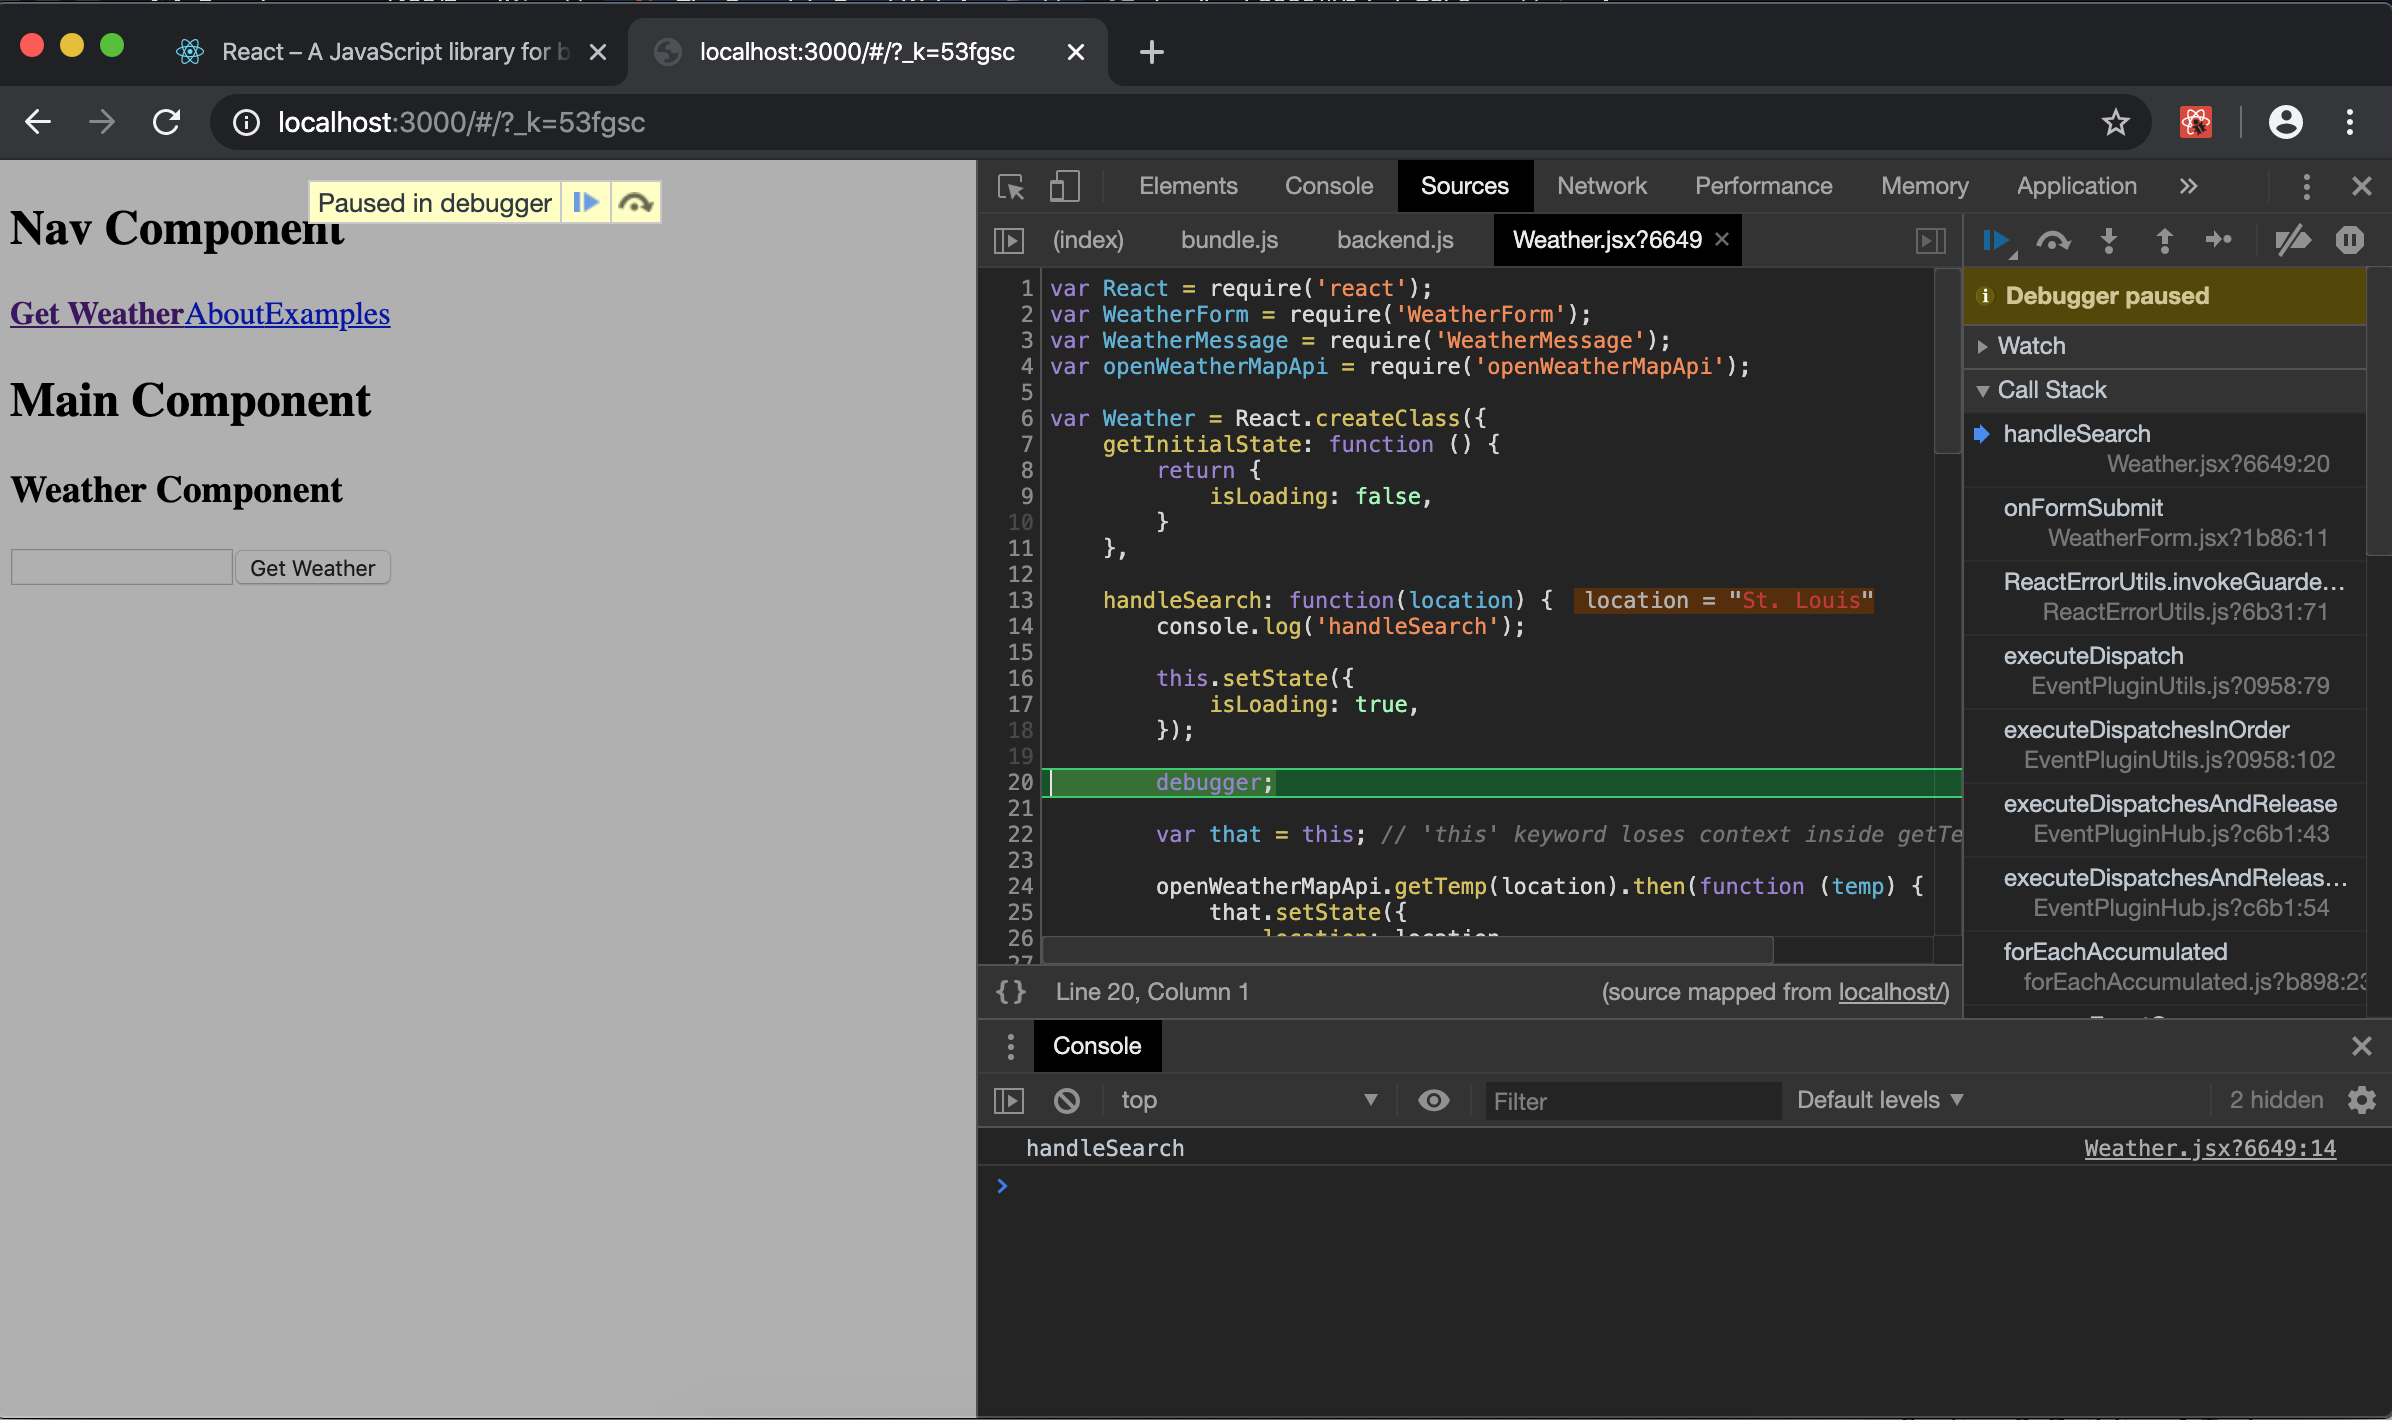 React – A JavaScript library for b
localhost:3000/#/?_k=53fgsc
localhost:3000/#/?_k=53fgsc
Paused in debugger
Nav Component
Get WeatherAboutExamples
Main Component
Weather Component
Get Weather
Elements Console Sources Network Performance Memory Application
(index) bundle.js backend.js Weather.jsx?6649
1 var React = require('react');
2 var WeatherForm = require('WeatherForm');
3 var WeatherMessage = require('WeatherMessage');
4 var openWeatherMapApi = require('openWeatherMapApi');
5
6 var Weather = React.createClass({
7 getInitialState: function () {
8 return {
9 isLoading: false,
10 }
11 },
12
13 handleSearch: function(location) { location = "St. Louis"
14 console.log('handleSearch');
15
16 this.setState({
17 isLoading: true,
18 });
19
20 debugger;
21
22 var that = this; // 'this' keyword loses context inside getTe
23
24 openWeatherMapApi.getTemp(location).then(function (temp) {
25 that.setState({
26 location: location
27
{} Line 20, Column 1 (source mapped from localhost/)
Debugger paused
Watch
Call Stack
handleSearch
Weather.jsx?6649:20
onFormSubmit
WeatherForm.jsx?1b86:11
ReactErrorUtils.invokeGuarde…
ReactErrorUtils.js?6b31:71
executeDispatch
EventPluginUtils.js?0958:79
executeDispatchesInOrder
EventPluginUtils.js?0958:102
executeDispatchesAndRelease
EventPluginHub.js?c6b1:43
executeDispatchesAndReleas…
EventPluginHub.js?c6b1:54
forEachAccumulated
forEachAccumulated.js?b898:23
Console
top Filter Default levels 2 hidden
handleSearch Weather.jsx?6649:14